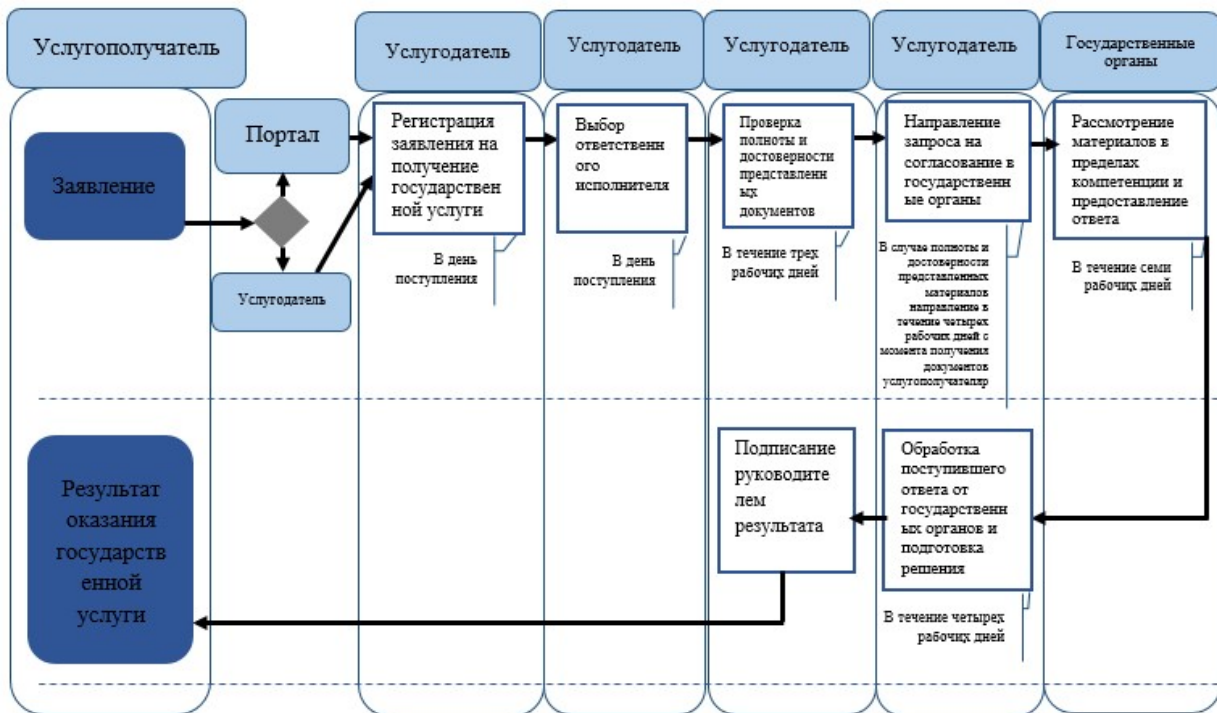 Услугополучатель
Услугодатель
Услугодатель
Услугодатель
Услугодатель
Государственные
органы
Заявление
Портал
Услугодатель
Регистрация
заявления на
получение
государствен
ной услуги
В день
поступления
Выбор
ответственн
ого
исполнителя
В день
поступления
Проверка
полноты и
достоверности
представленн
ых
документов
В течение трех
рабочих дней
Направление
запроса на
согласование в
государственн
ые органы
В случае полноты и
достоверности
представленных
материалов
направление в
течение четырех
рабочих дней с
момента получения
документов
услугополучателяр
Рассмотрение
материалов в
пределах
компетенции и
предоставление
ответа
В течение семи
рабочих дней
Результат
оказания
государств
енной
услуги
Подписание
руководите
лем
результата
Обработка
поступившего
ответа от
государственн
ых органов и
подготовка
решения
В течение четырех
рабочих дней